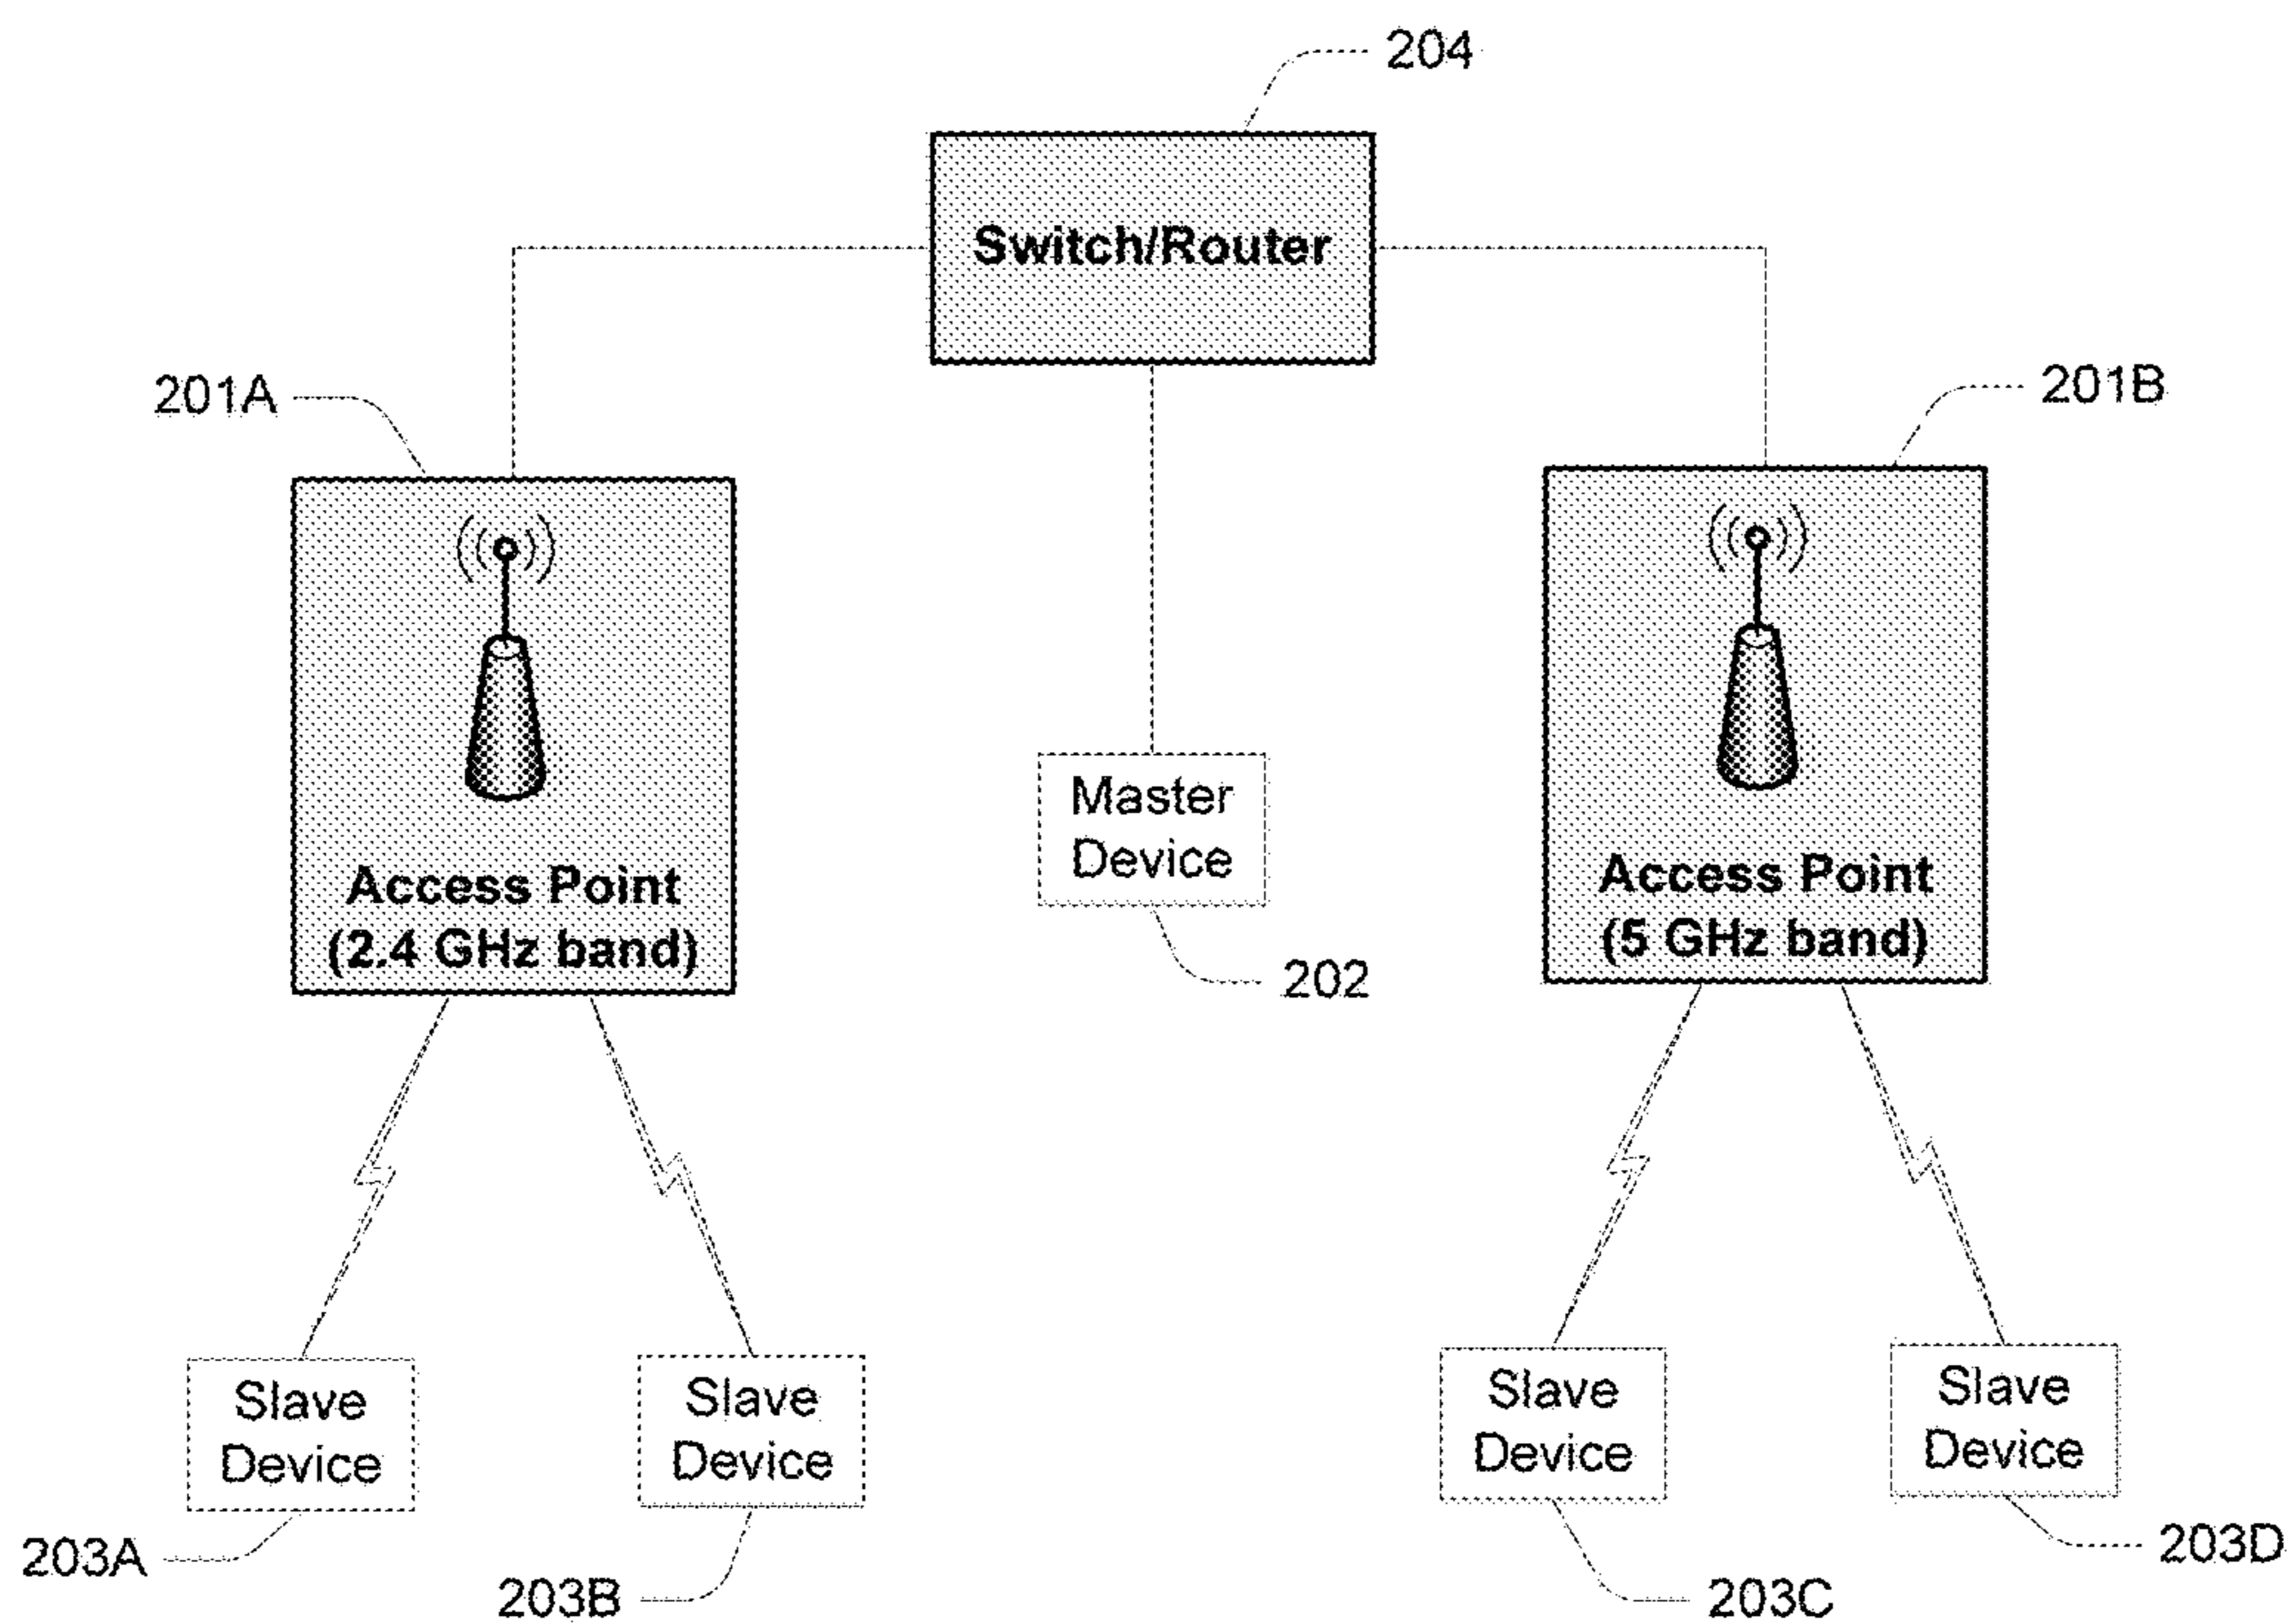 204
Switch/Router
201A
201B
Access Point
(2.4 GHz band)
Master
Device
202
Access Point
(5 GHz band)
Slave
Device
203A
Slave
Device
203B
Slave
Device
203C
Slave
Device
203D